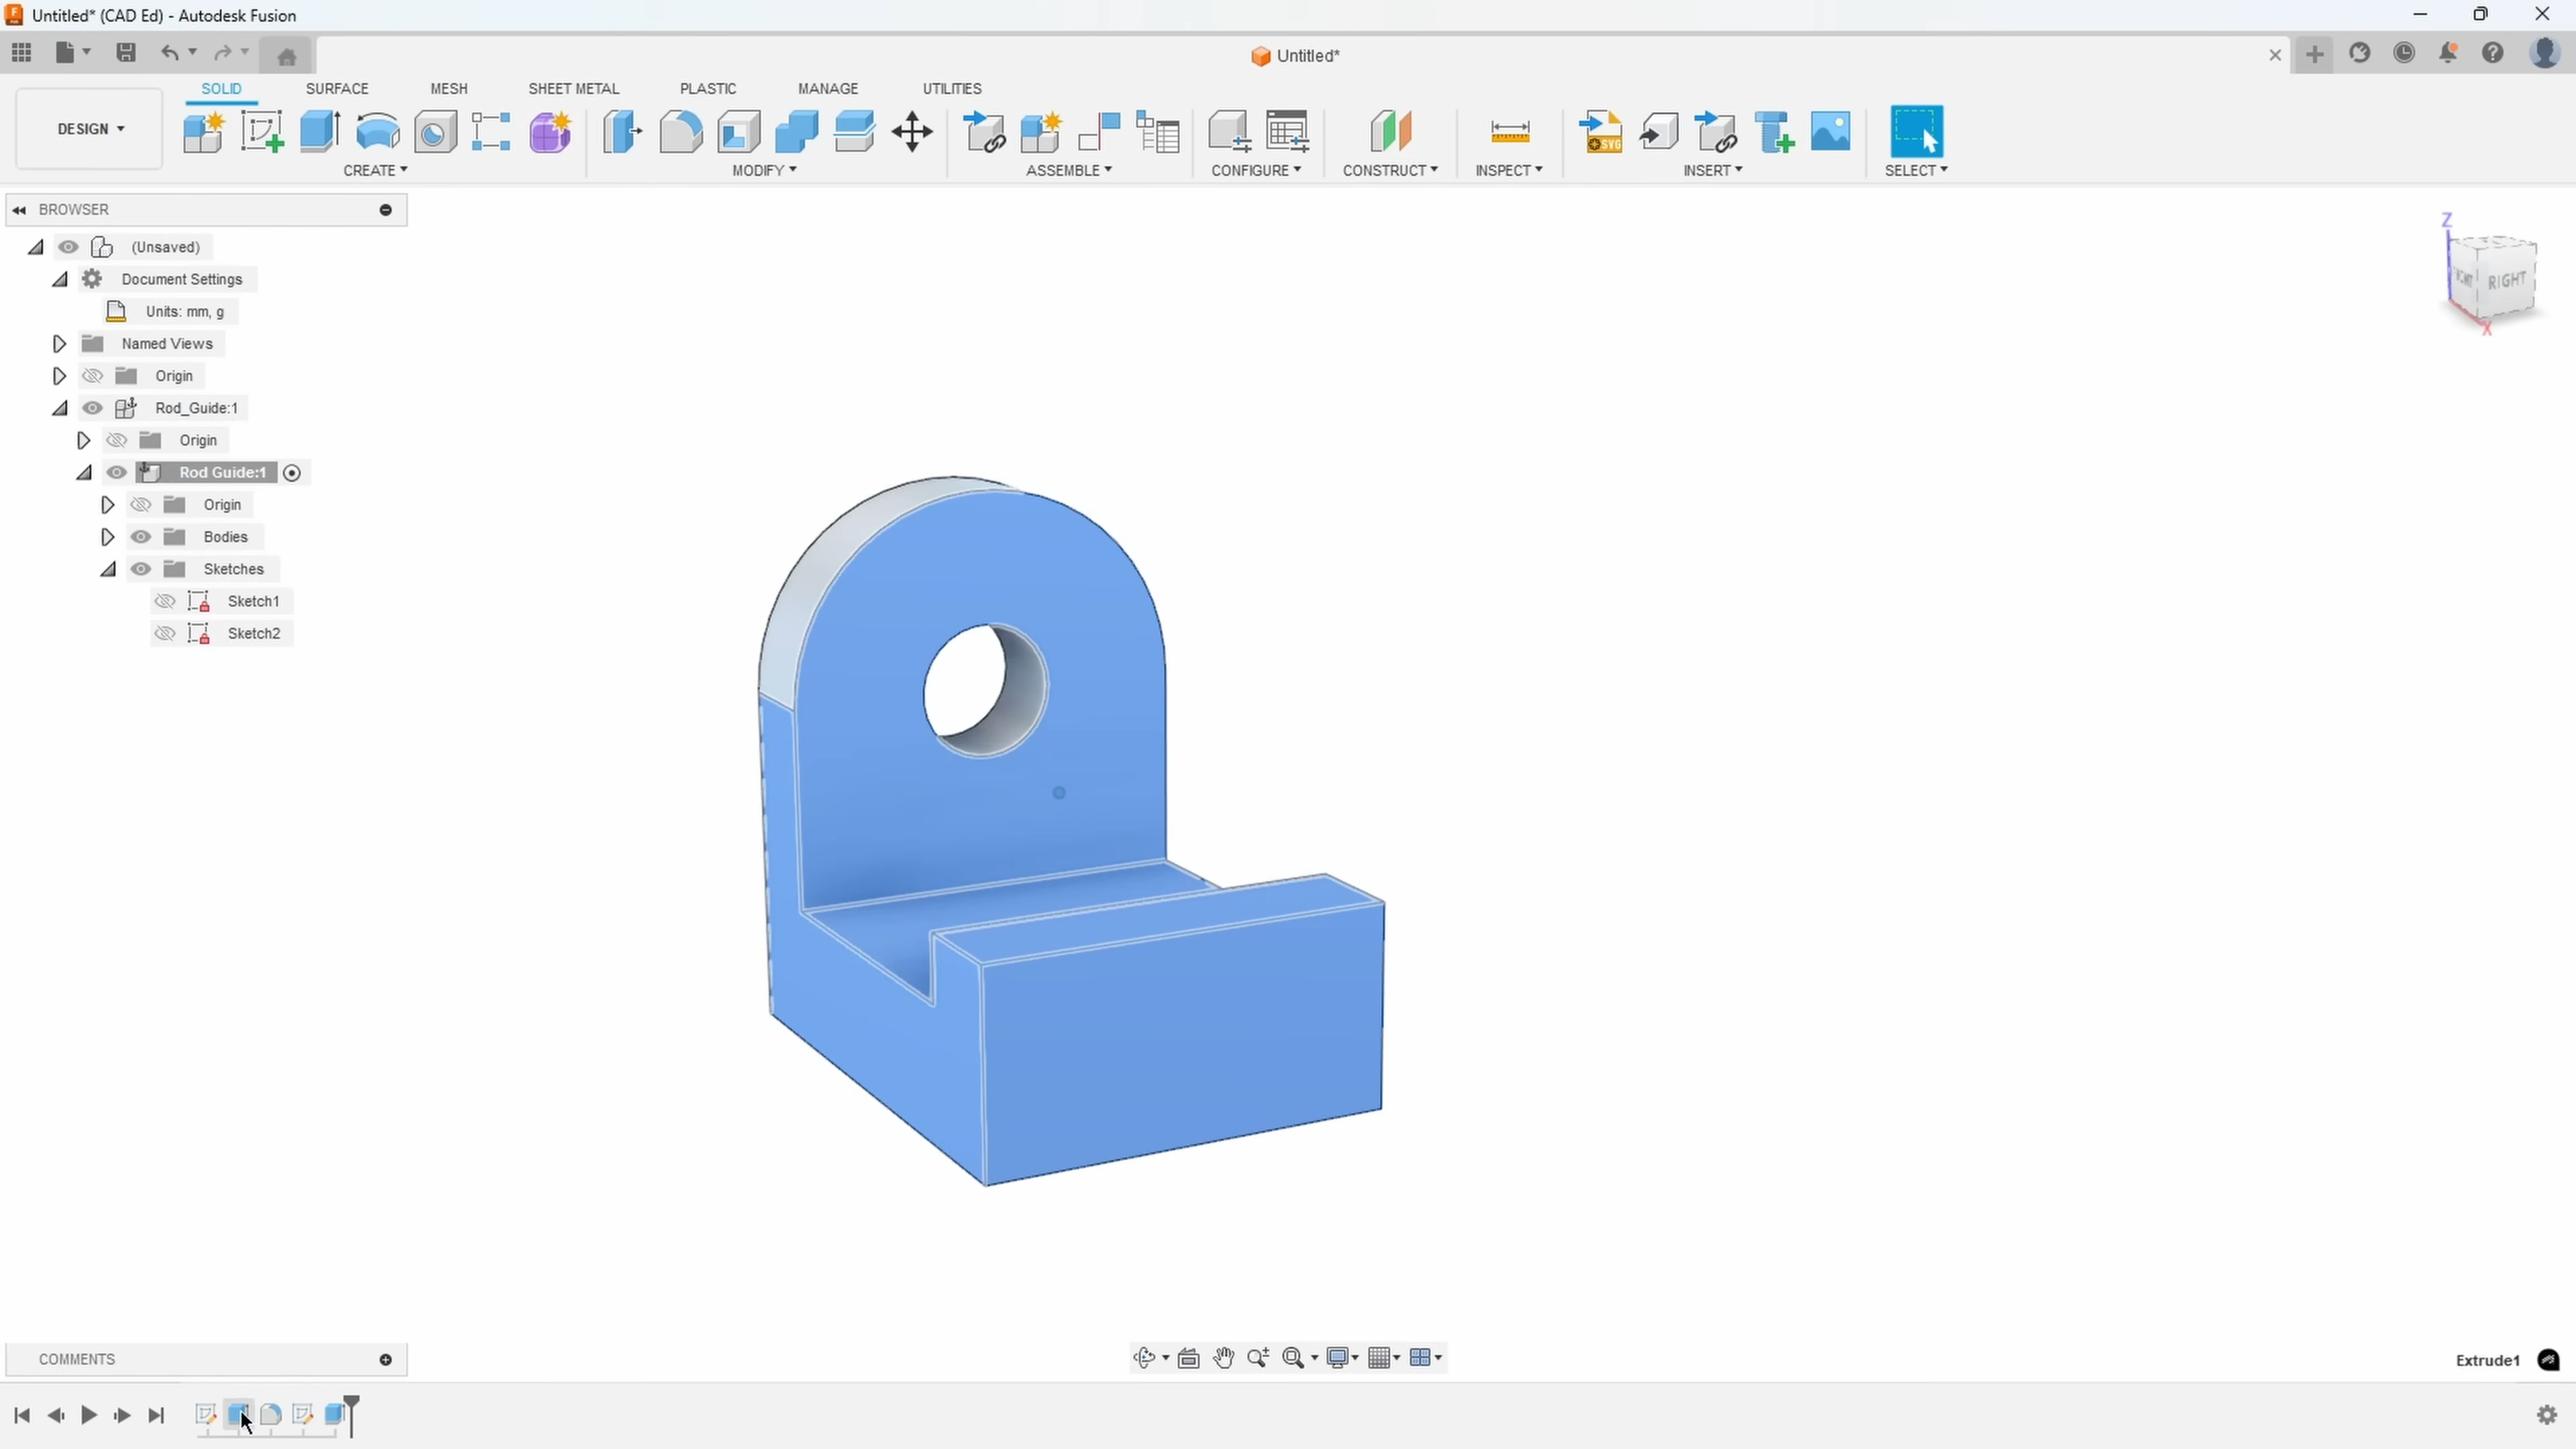 Untitled* (CAD Ed) - Autodesk Fusion
Untitled*
SOLID SURFACE MESH SHEET METAL PLASTIC MANAGE UTILITIES
DESIGN
SVG
CREATE MODIFY ASSEMBLE CONFIGURE CONSTRUCT INSPECT INSERT SELECT
BROWSER
(Unsaved)
Document Settings
Units: mm, g
Named Views
Origin
Rod_Guide:1
Origin
Rod Guide:1
Origin
Bodies
Sketches
Sketch1
Sketch2
Z
FRONT RIGHT
X
COMMENTS
Extrude1